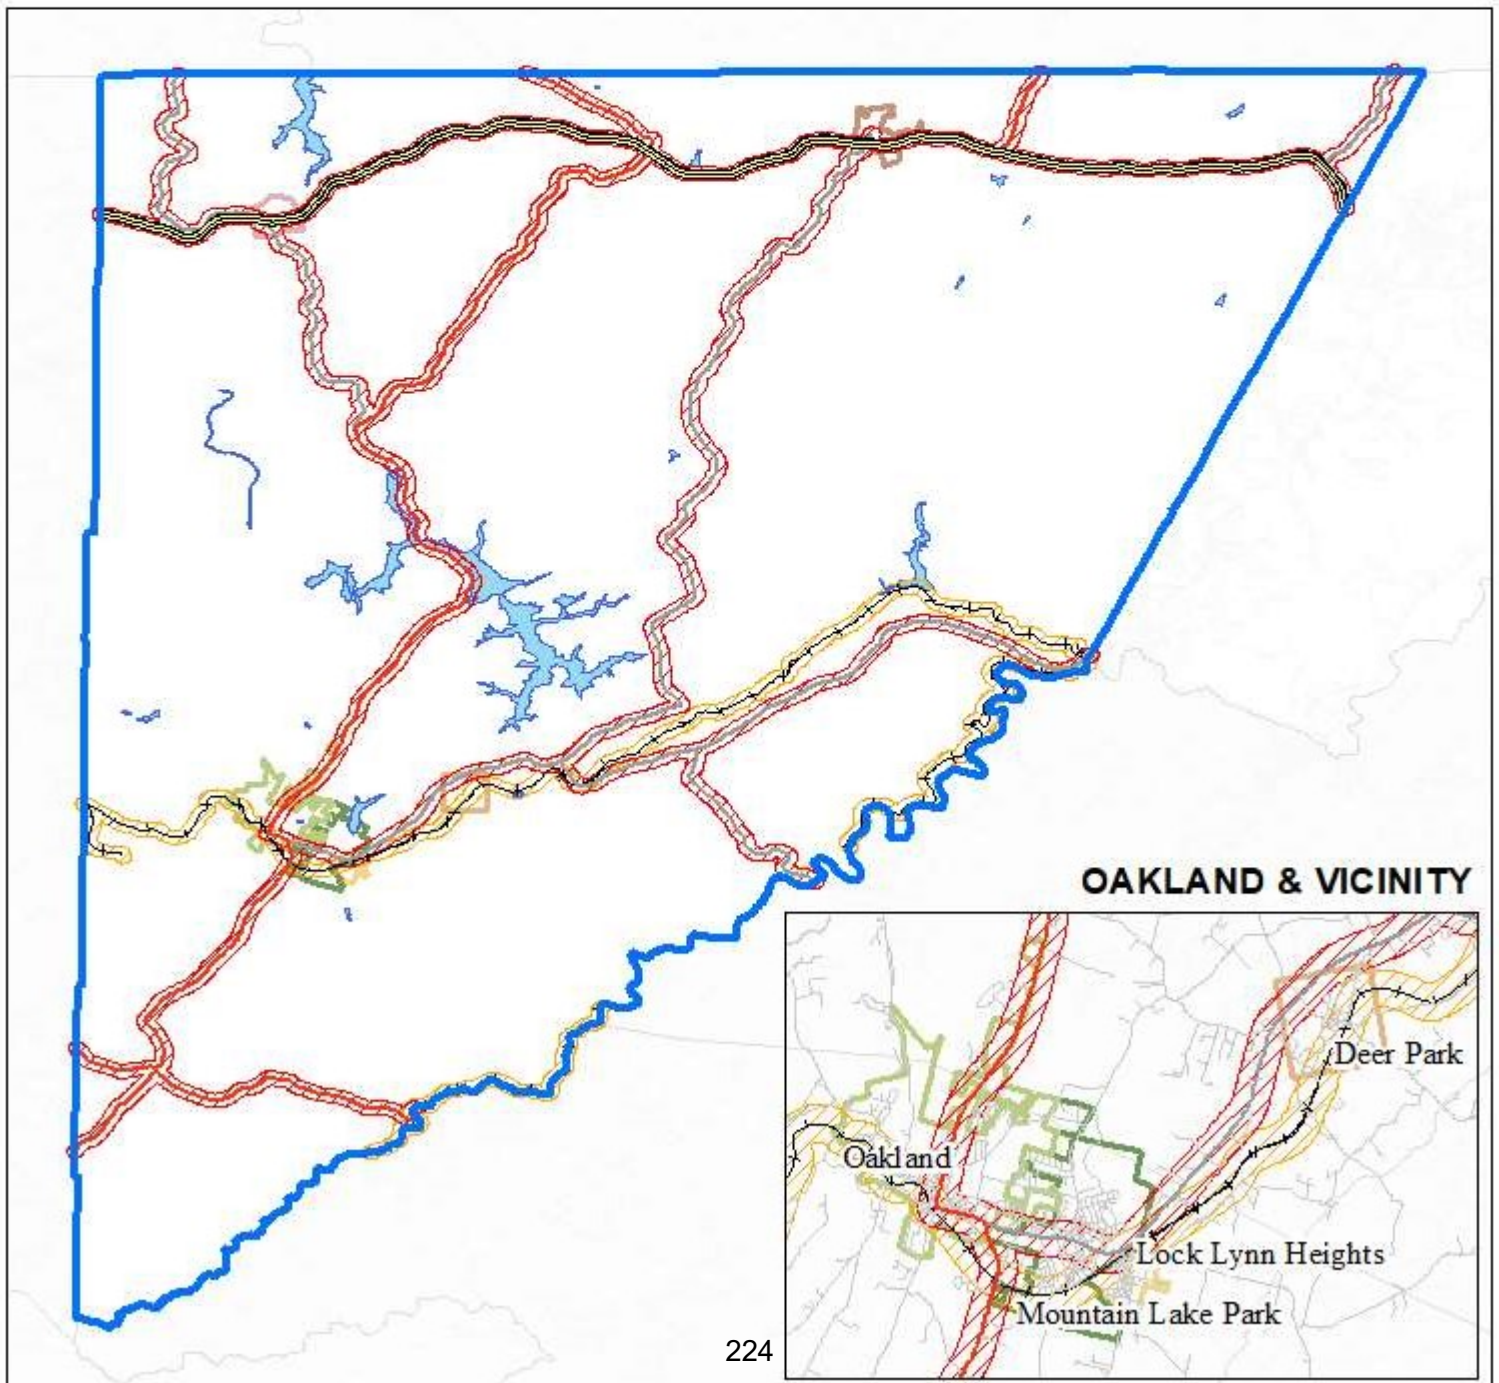 OAKLAND & VICINITY
Deer Park
Oakland
Lock Lynn Heights
Mountain Lake Park
224